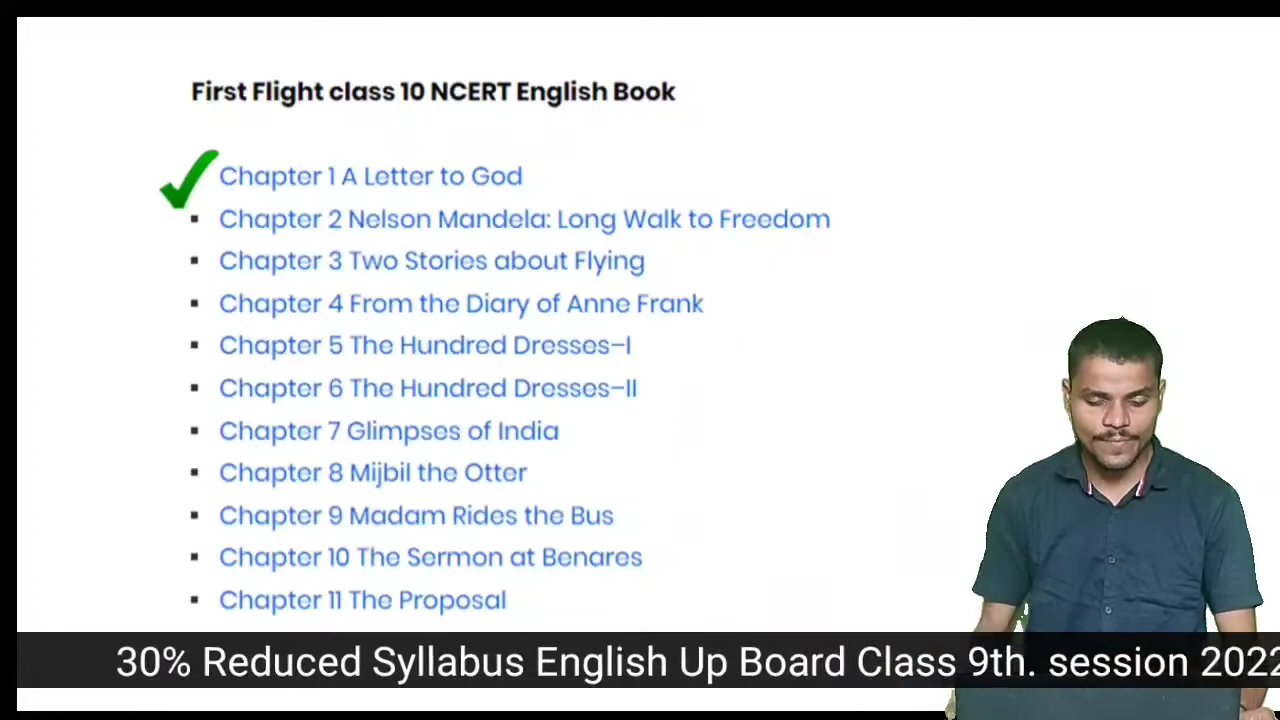 First Flight class 10 NCERT English Book
Chapter 1 A Letter to God
Chapter 2 Nelson Mandela: Long Walk to Freedom
Chapter 3 Two Stories about Flying
Chapter 4 From the Diary of Anne Frank
Chapter 5 The Hundred Dresses–I
Chapter 6 The Hundred Dresses–II
Chapter 7 Glimpses of India
Chapter 8 Mijbil the Otter
Chapter 9 Madam Rides the Bus
Chapter 10 The Sermon at Benares
Chapter 11 The Proposal
30% Reduced Syllabus English Up Board Class 9th. session 2022